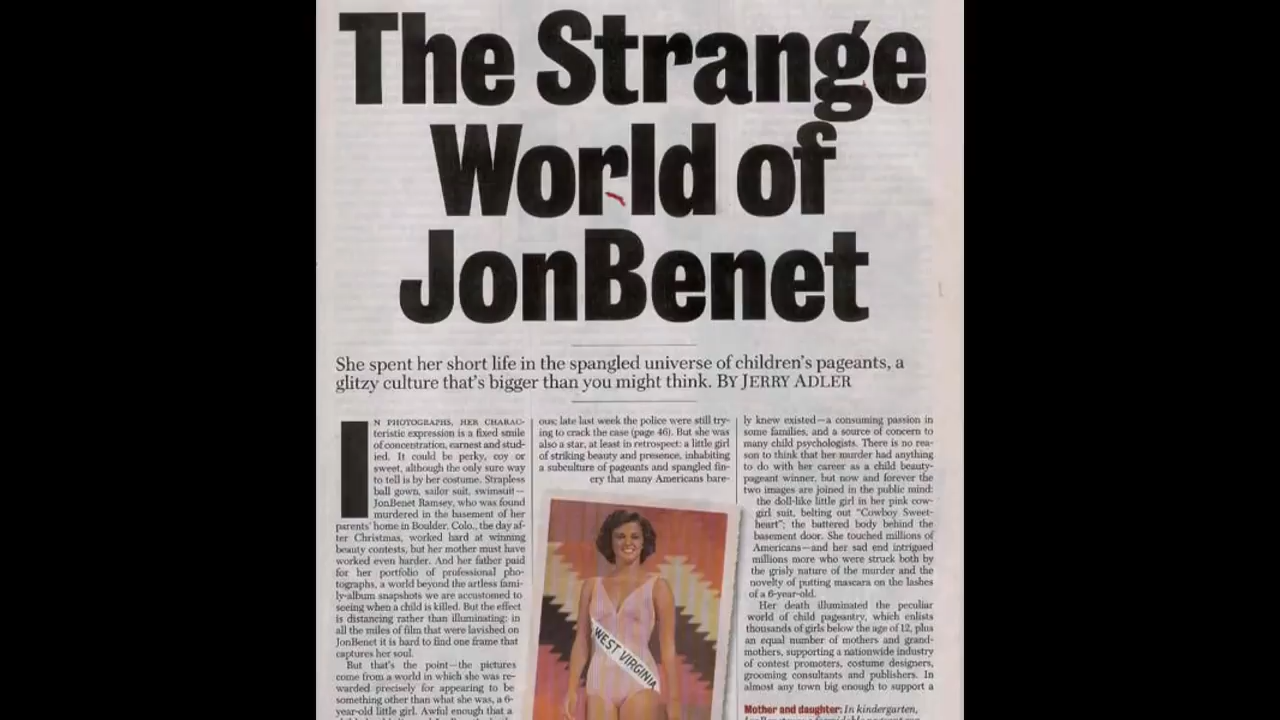 The Strange
World of
JonBenet
She spent her short life in the spangled universe of children's pageants, a
glitzy culture that's bigger than you might think. BY JERRY ADLER
IN PHOTOGRAPHS, HER CHARAC-
teristic expression is a fixed smile
of concentration, earnest and stud-
ied. It could be perky, coy or
sweet, although the only sure way
to tell is by her costume. Strapless
ball gown, sailor suit, swimsuit—
JonBenet Ramsey, who was found
murdered in the basement of her
parents' home in Boulder, Colo., the day af-
ter Christmas, worked hard at winning
beauty contests, but her mother must have
worked even harder. And her father paid
for her portfolio of professional pho-
tographs, a world beyond the artless fami-
ly-album snapshots we are accustomed to
seeing when a child is killed. But the effect
is distancing rather than illuminating: in
all the miles of film that were lavished on
JonBenet it is hard to find one frame that
captures her soul.
But that's the point—the pictures
come from a world in which she was re-
warded precisely for appearing to be
something other than what she was, a 6-
year-old little girl. Awful enough that a
ous; late last week the police were still try-
ing to crack the case (page 46). But she was
also a star, at least in retrospect: a little girl
of striking beauty and presence, inhabiting
a subculture of pageants and spangled fin-
ery that many Americans bare-
WEST VIRGINIA
ly knew existed—a consuming passion in
some families, and a source of concern to
many child psychologists. There is no rea-
son to think that her murder had anything
to do with her career as a child beauty-
pageant winner, but now and forever the
two images are joined in the public mind:
the doll-like little girl in her pink cow-
girl suit, belting out "Cowboy Sweet-
heart"; the battered body behind the
basement door. She touched millions of
Americans—and her sad end intrigued
millions more who were struck both by
the grisly nature of the murder and the
novelty of putting mascara on the lashes
of a 6-year-old.
Her death illuminated the peculiar
world of child pageantry, which enlists
thousands of girls below the age of 12, plus
an equal number of mothers and grand-
mothers, supporting a nationwide industry
of contest promoters, costume designers,
grooming consultants and publishers. In
almost any town big enough to support a
Mother and daughter: In kindergarten,